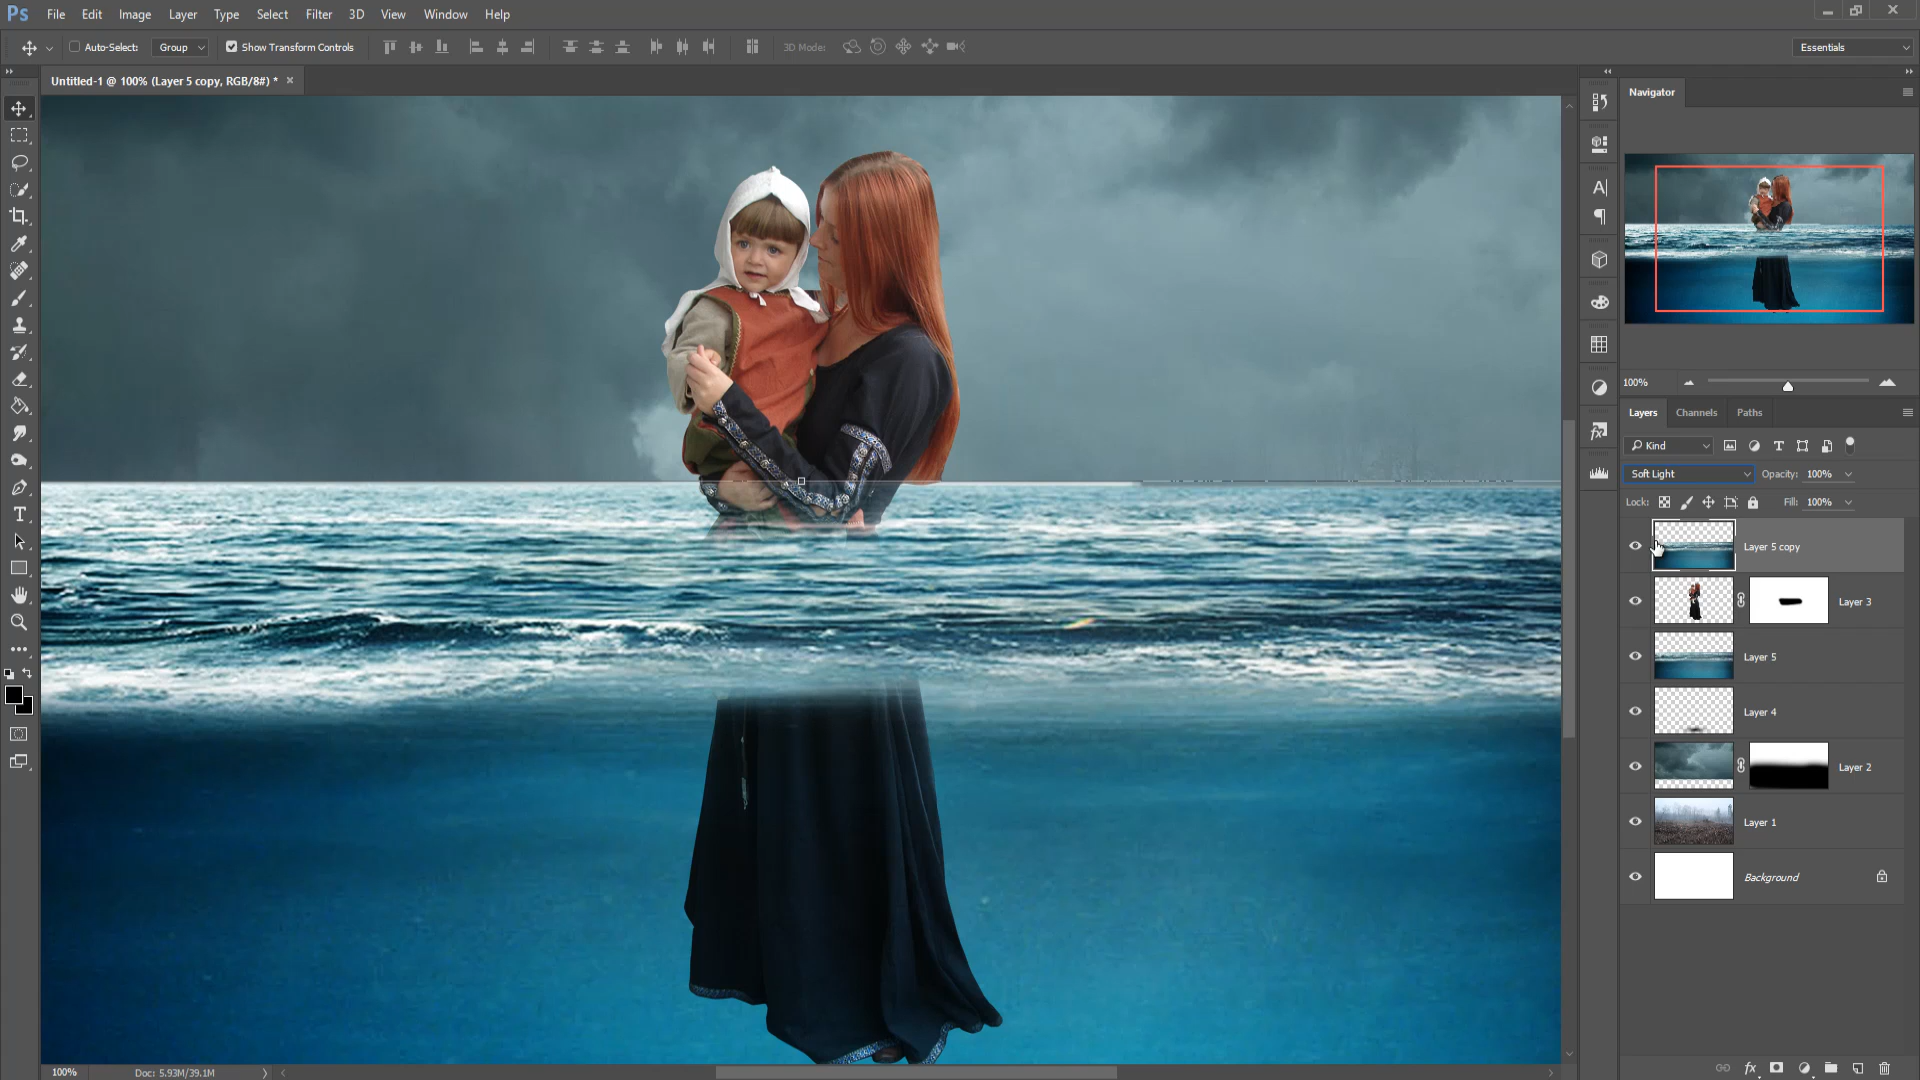 Ps File Edit Image Layer Type Select Filter 3D View Window Help
Auto-Select: Group Show Transform Controls 3D Mode: Essentials
Untitled-1 @ 100% (Layer 5 copy, RGB/8#) * ×
Navigator
100%
Layers Channels Paths
Kind
Soft Light Opacity: 100%
Lock: Fill: 100%
Layer 5 copy
Layer 3
Layer 5
Layer 4
Layer 2
Layer 1
Background
100% Doc: 5.93M/39.1M